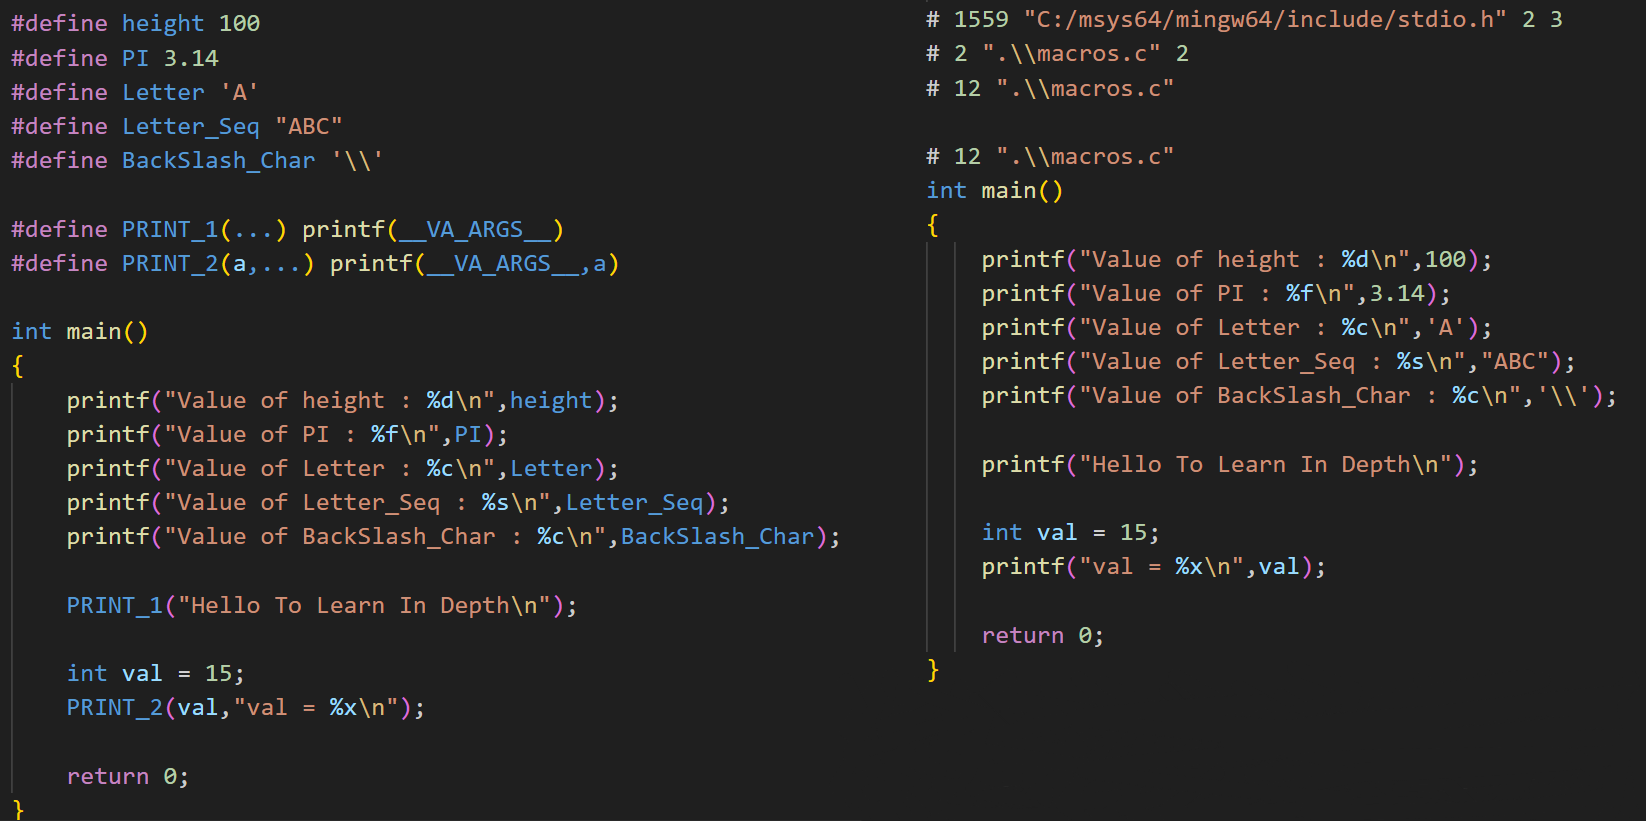 #define height 100
#define PI 3.14
#define Letter 'A'
#define Letter_Seq "ABC"
#define BackSlash_Char '\\'

#define PRINT_1(...) printf(__VA_ARGS__)
#define PRINT_2(a,...) printf(__VA_ARGS__,a)

int main()
{
    printf("Value of height : %d\n",height);
    printf("Value of PI : %f\n",PI);
    printf("Value of Letter : %c\n",Letter);
    printf("Value of Letter_Seq : %s\n",Letter_Seq);
    printf("Value of BackSlash_Char : %c\n",BackSlash_Char);

    PRINT_1("Hello To Learn In Depth\n");

    int val = 15;
    PRINT_2(val,"val = %x\n");

    return 0;
}
# 1559 "C:/msys64/mingw64/include/stdio.h" 2 3
# 2 ".\\macros.c" 2
# 12 ".\\macros.c"

# 12 ".\\macros.c"
int main()
{
    printf("Value of height : %d\n",100);
    printf("Value of PI : %f\n",3.14);
    printf("Value of Letter : %c\n",'A');
    printf("Value of Letter_Seq : %s\n","ABC");
    printf("Value of BackSlash_Char : %c\n",'\\');

    printf("Hello To Learn In Depth\n");

    int val = 15;
    printf("val = %x\n",val);

    return 0;
}